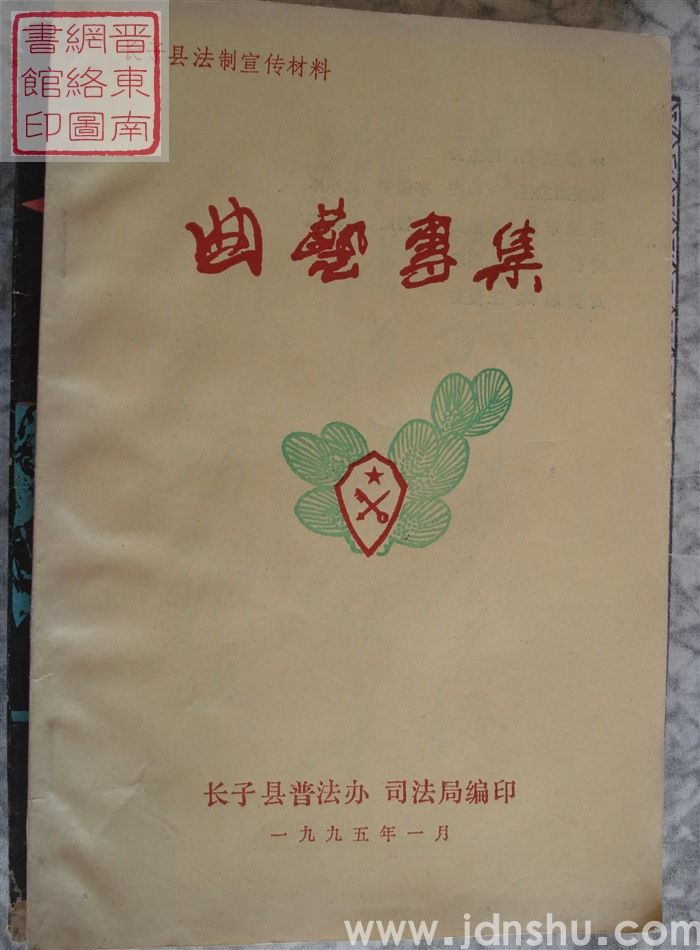 晋東南
網絡圖
書館印
长子县法制宣传材料
曲藝專集
长子县普法办 司法局编印
一九九五年一月
www.jdnshu.com